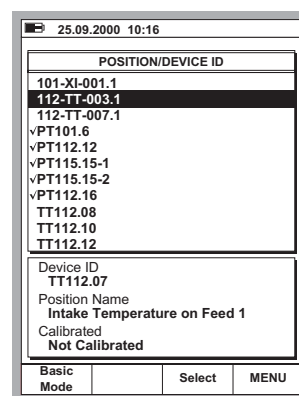 25.09.2000 10:16
POSITION/DEVICE ID
101-XI-001.1
112-TT-003.1
112-TT-007.1
√PT101.6
√PT112.12
√PT115.15-1
√PT115.15-2
√PT112.16
TT112.08
TT112.10
TT112.12
Device ID
TT112.07
Position Name
Intake Temperature on Feed 1
Calibrated
Not Calibrated
Basic Mode
Select
MENU